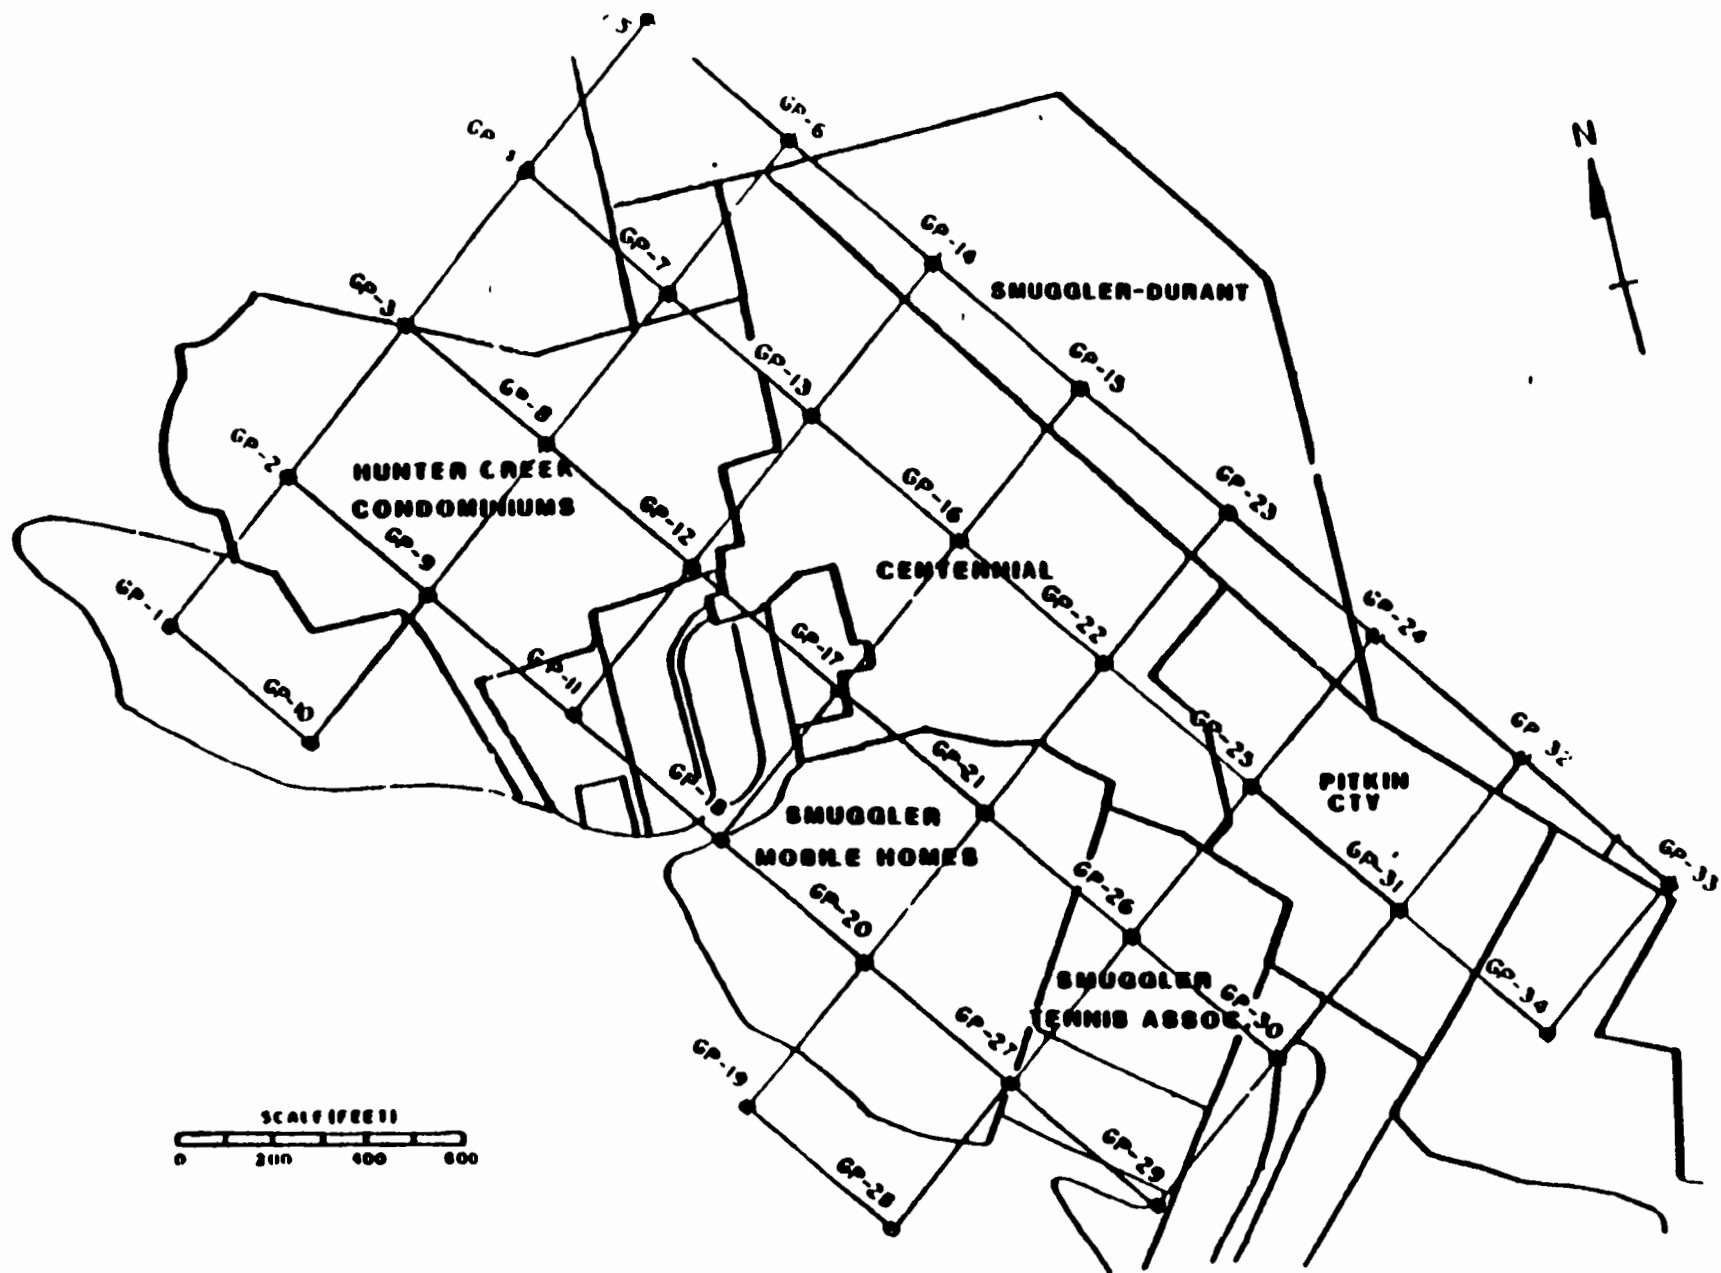 GP-6
N
GP-14
GP-7
SMUGGLER-DURANT
GP-3
GP-13
GP-15
GP-8
GP-2
HUNTER CREEK
CONDOMINIUMS
GP-23
GP-16
GP-12
GP-9
CENTENNIAL
GP-1
GP-22
GP-24
GP-17
GP-11
GP-10
GP-25
GP-32
GP-21
GP-18
PITKIN
CTY
SMUGGLER
MOBILE HOMES
GP-31
GP-33
GP-26
GP-20
SMUGGLER
TENNIS ASSOC.
GP-30
GP-34
GP-27
GP-19
SCALE (FEET)
0 200 400 600
GP-29
GP-28